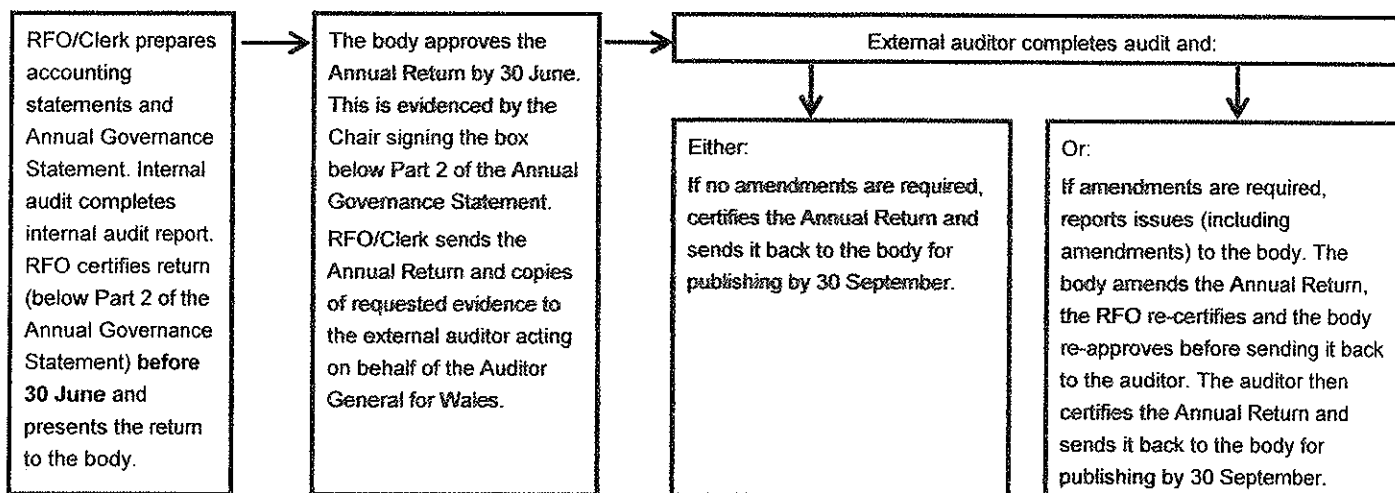 RFO/Clerk prepares
accounting
statements and
Annual Governance
Statement. Internal
audit completes
internal audit report.
RFO certifies return
(below Part 2 of the
Annual Governance
Statement) before
30 June and
presents the return
to the body.
The body approves the
Annual Return by 30 June.
This is evidenced by the
Chair signing the box
below Part 2 of the Annual
Governance Statement.
RFO/Clerk sends the
Annual Return and copies
of requested evidence to
the external auditor acting
on behalf of the Auditor
General for Wales.
External auditor completes audit and:
Either:
If no amendments are required,
certifies the Annual Return and
sends it back to the body for
publishing by 30 September.
Or:
If amendments are required,
reports issues (including
amendments) to the body. The
body amends the Annual Return,
the RFO re-certifies and the body
re-approves before sending it back
to the auditor. The auditor then
certifies the Annual Return and
sends it back to the body for
publishing by 30 September.